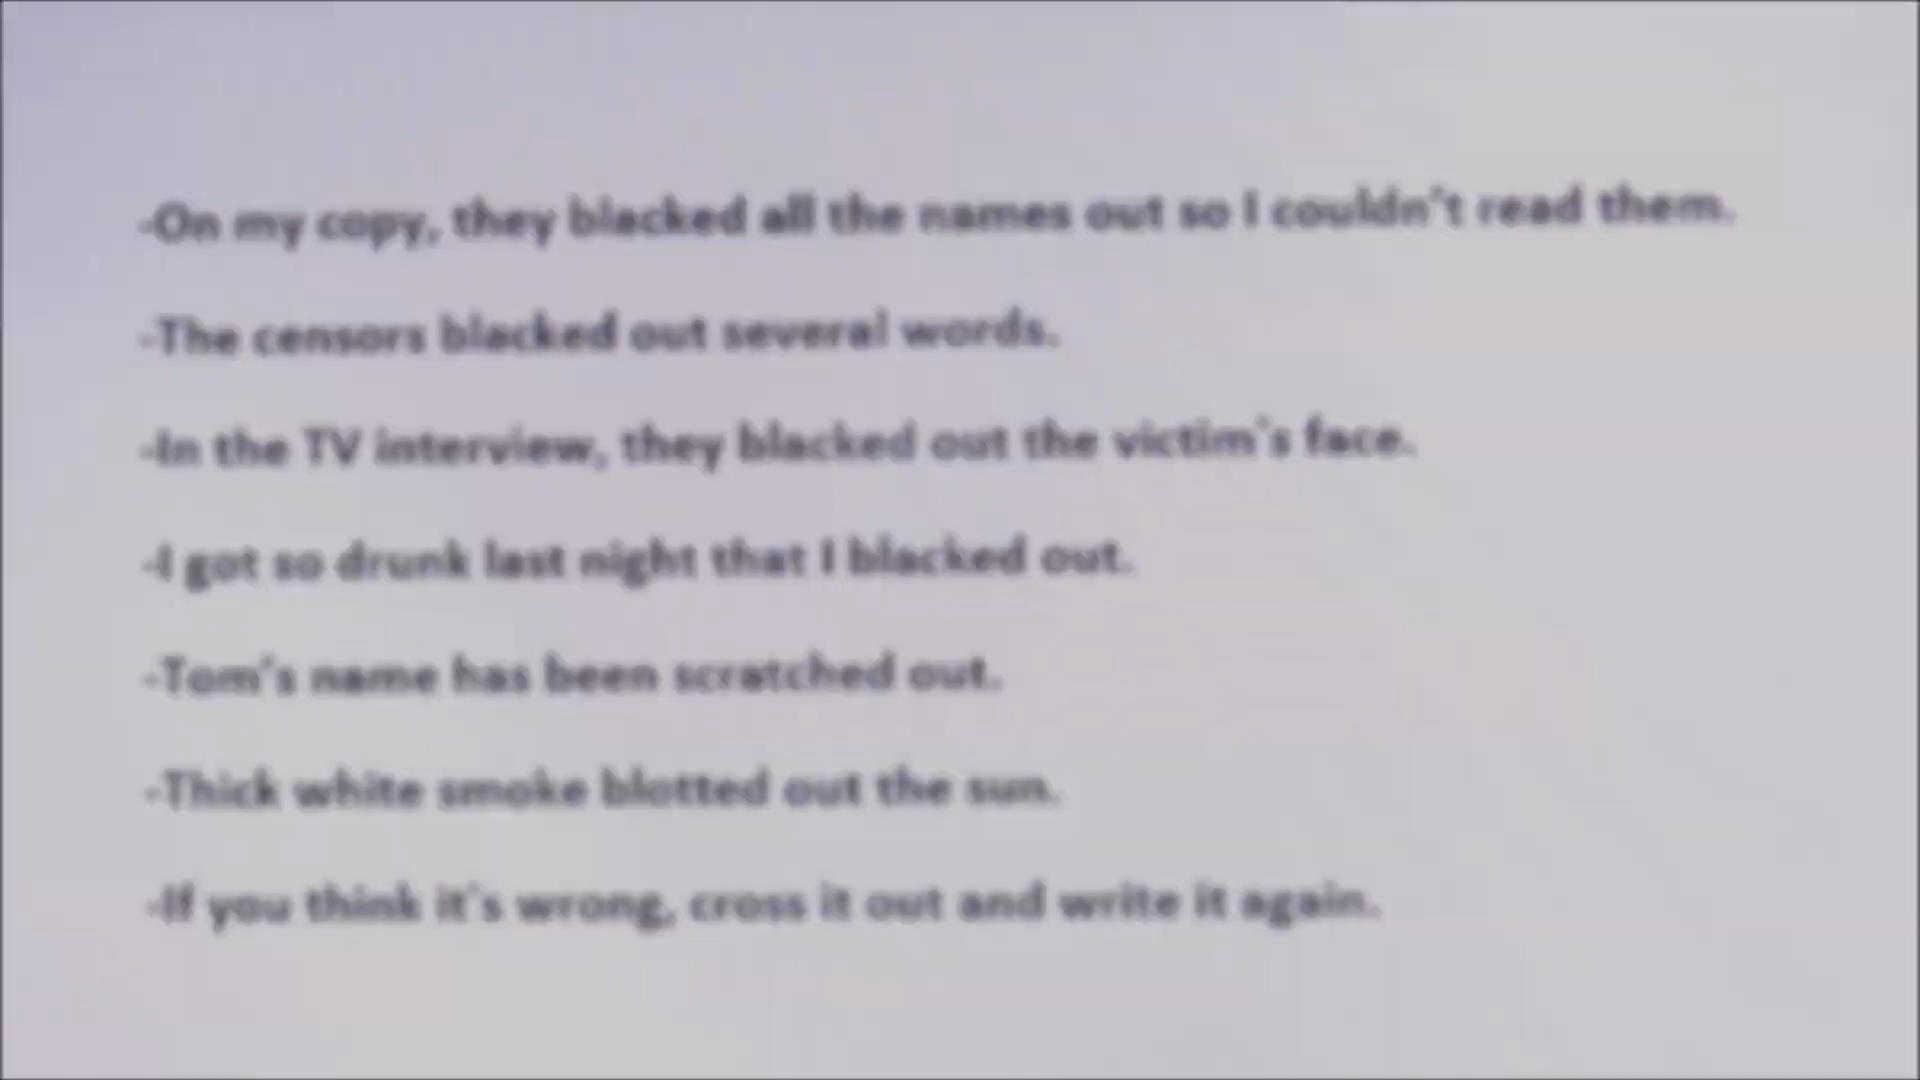 -On my copy, they blacked all the names out so I couldn't read them.
-The censors blacked out several words.
-In the TV interview, they blacked out the victim's face.
-I got so drunk last night that I blacked out.
-Tom's name has been scratched out.
-Thick white smoke blotted out the sun.
-If you think it's wrong, cross it out and write it again.